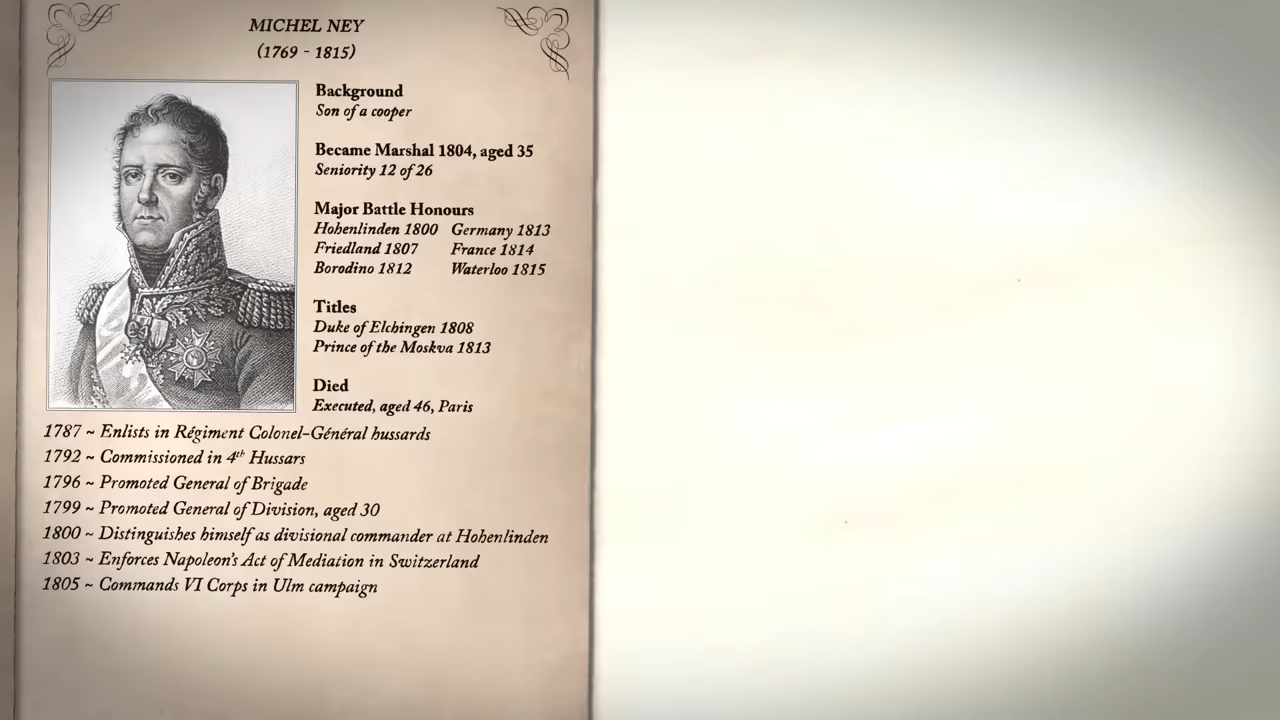 MICHEL NEY
(1769 - 1815)
Background
Son of a cooper
Became Marshal 1804, aged 35
Seniority 12 of 26
Major Battle Honours
Hohenlinden 1800 Germany 1813
Friedland 1807 France 1814
Borodino 1812 Waterloo 1815
Titles
Duke of Elchingen 1808
Prince of the Moskva 1813
Died
Executed, aged 46, Paris
1787 ~ Enlists in Régiment Colonel-Général hussards
1792 ~ Commissioned in 4th Hussars
1796 ~ Promoted General of Brigade
1799 ~ Promoted General of Division, aged 30
1800 ~ Distinguishes himself as divisional commander at Hohenlinden
1803 ~ Enforces Napoleon's Act of Mediation in Switzerland
1805 ~ Commands VI Corps in Ulm campaign